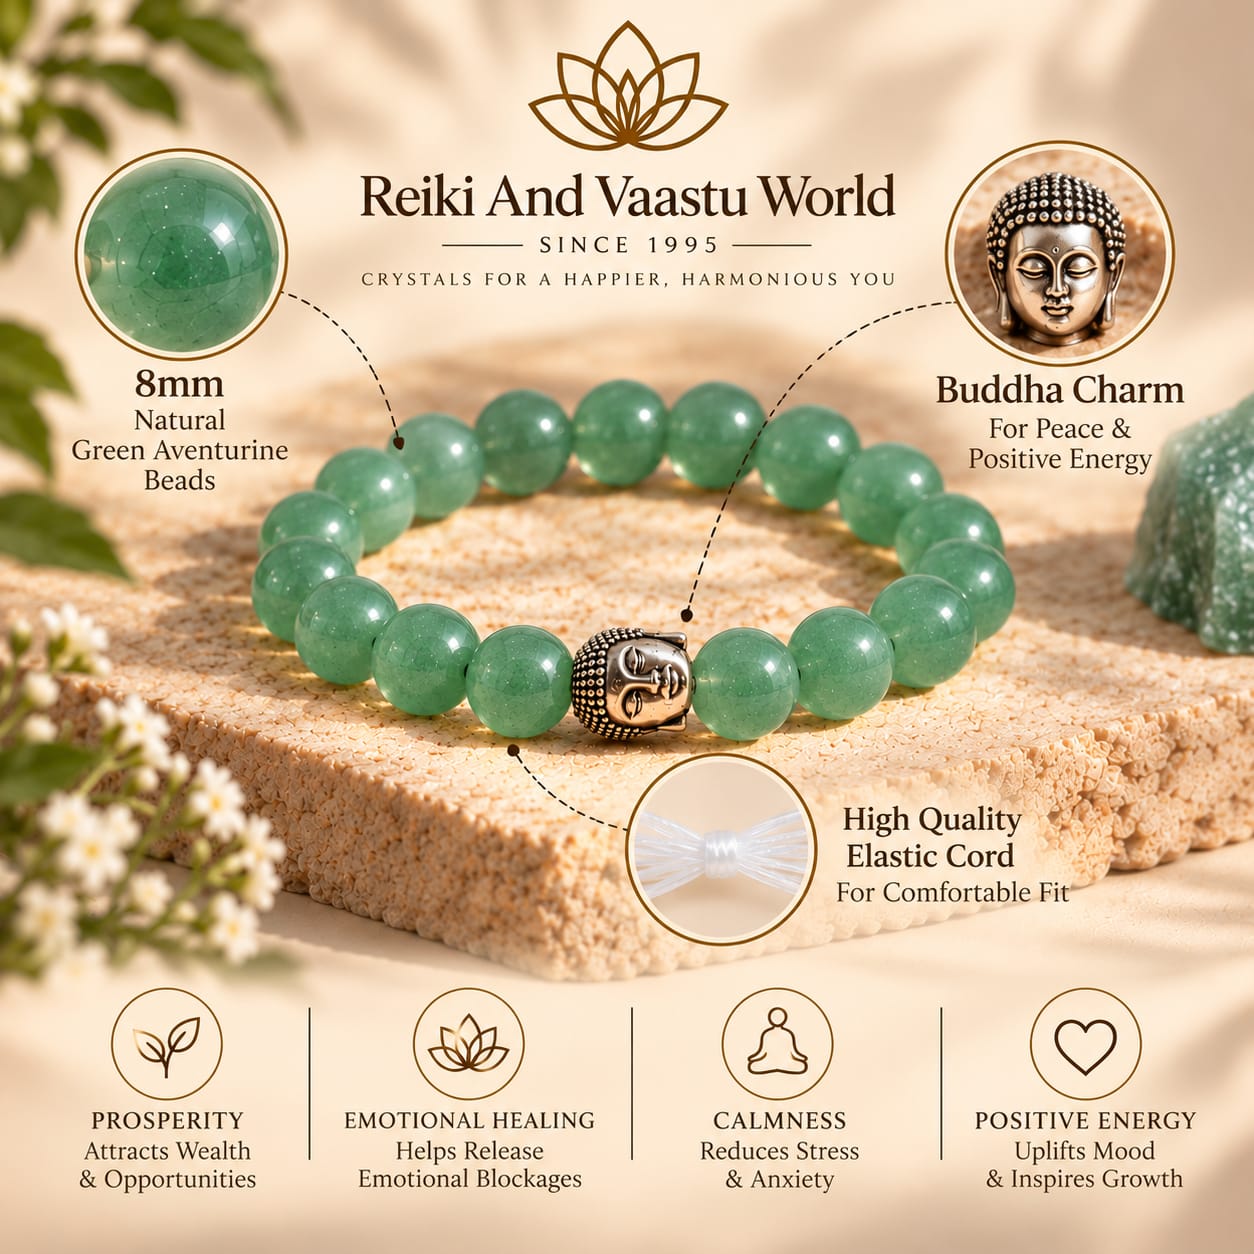 Reiki And Vaastu World
SINCE 1995
CRYSTALS FOR A HAPPIER, HARMONIOUS YOU
8mm
Natural
Green Aventurine
Beads
Buddha Charm
For Peace &
Positive Energy
High Quality
Elastic Cord
For Comfortable Fit
PROSPERITY
Attracts Wealth
& Opportunities
EMOTIONAL HEALING
Helps Release
Emotional Blockages
CALMNESS
Reduces Stress
& Anxiety
POSITIVE ENERGY
Uplifts Mood
& Inspires Growth